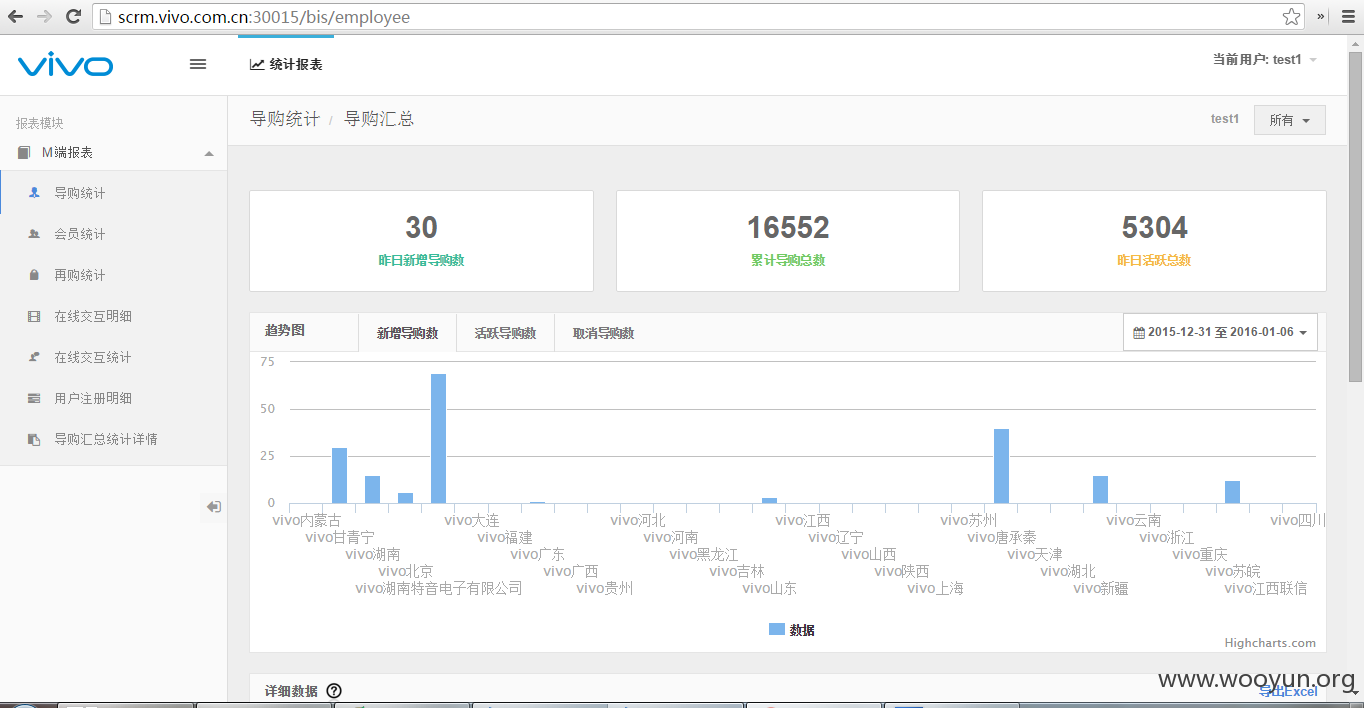 scrm.vivo.com.cn:30015/bis/employee
vivo
统计报表
当前用户: test1
报表模块
M端报表
导购统计
会员统计
再购统计
在线交互明细
在线交互统计
用户注册明细
导购汇总统计详情
导购统计 / 导购汇总
test1
所有
30
昨日新增导购数
16552
累计导购总数
5304
昨日活跃总数
趋势图
新增导购数
活跃导购数
取消导购数
2015-12-31 至 2016-01-06
75
50
25
0
vivo内蒙古
vivo甘青宁
vivo湖南
vivo北京
vivo湖南特音电子有限公司
vivo大连
vivo福建
vivo广东
vivo广西
vivo贵州
vivo河北
vivo河南
vivo黑龙江
vivo吉林
vivo山东
vivo江西
vivo辽宁
vivo山西
vivo陕西
vivo上海
vivo苏州
vivo唐承秦
vivo天津
vivo湖北
vivo新疆
vivo云南
vivo浙江
vivo重庆
vivo苏皖
vivo江西联信
vivo四川
数据
Highcharts.com
详细数据
导出Excel
www.wooyun.org